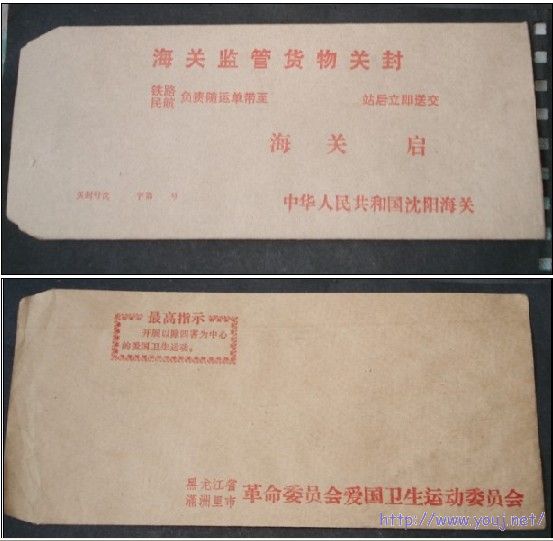 海关监管货物关封
铁路
民航 负责随运单带至 站后立即送交
海关 启
关封号次 字第 号
中华人民共和国沈阳海关
最高指示
开展以除四害为中心
的爱国卫生运动。
黑龙江省
满洲里市 革命委员会爱国卫生运动委员会
http://www.youj.net/